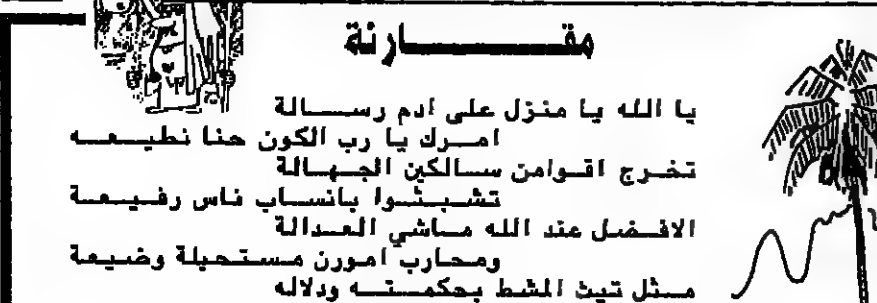 مقارنة
يا الله يا منزل على ادم رسالة
امرك يا رب الكون حنا نطيعه
تخرج اقوامن سالكين الجهالة
تشبثوا بانساب ناس رفيعة
الافضل عند الله ماشي العدالة
ومحارب امورن مستحيلة وضيعة
مثل تيث المشط بحكمته ودلاله